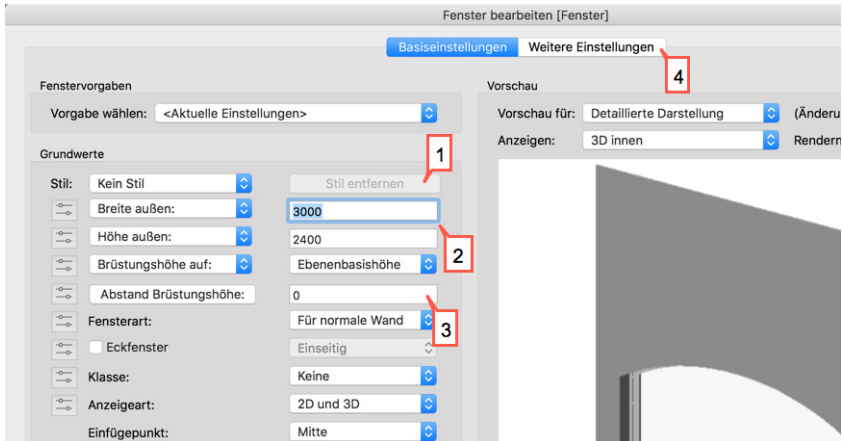 Fenster bearbeiten [Fenster]
Basiseinstellungen Weitere Einstellungen
4
Fenstervorgaben
Vorgabe wählen: <Aktuelle Einstellungen>
Vorschau
Vorschau für: Detaillierte Darstellung (Änderu
Anzeigen: 3D innen Rendern
Grundwerte
1
Stil: Kein Stil Stil entfernen
Breite außen: 3000
Höhe außen: 2400
2
Brüstungshöhe auf: Ebenenbasishöhe
Abstand Brüstungshöhe: 0
3
Fensterart: Für normale Wand
Eckfenster Einseitig
Klasse: Keine
Anzeigeart: 2D und 3D
Einfügepunkt: Mitte